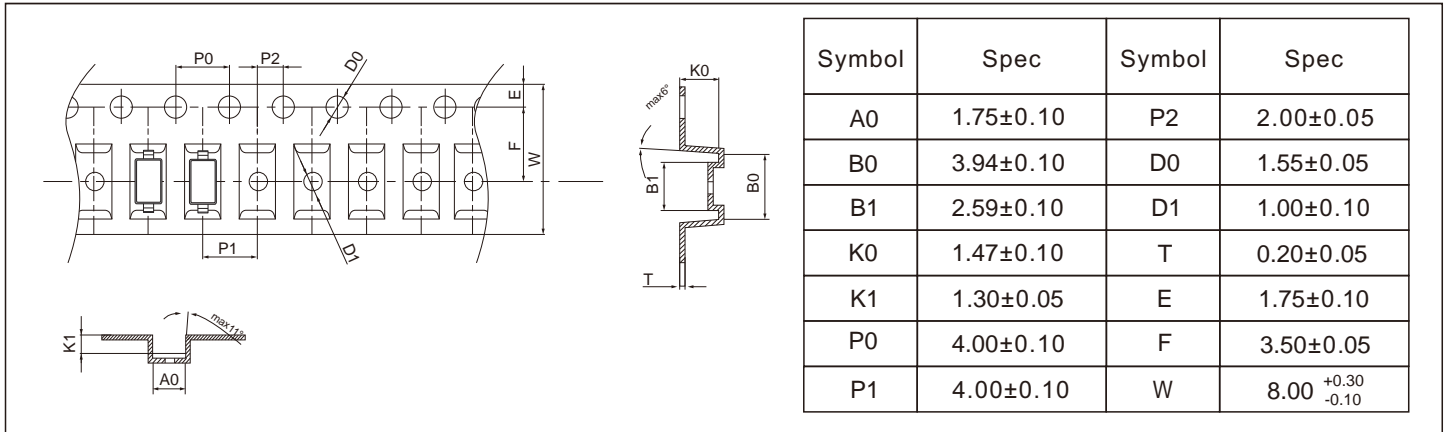 P0
P2
D0
E
F
W
P1
D1
K0
max6°
B1
B0
T
K1
max11°
A0
Symbol Spec Symbol Spec
A0 1.75±0.10 P2 2.00±0.05
B0 3.94±0.10 D0 1.55±0.05
B1 2.59±0.10 D1 1.00±0.10
K0 1.47±0.10 T 0.20±0.05
K1 1.30±0.05 E 1.75±0.10
P0 4.00±0.10 F 3.50±0.05
P1 4.00±0.10 W 8.00 +0.30 -0.10